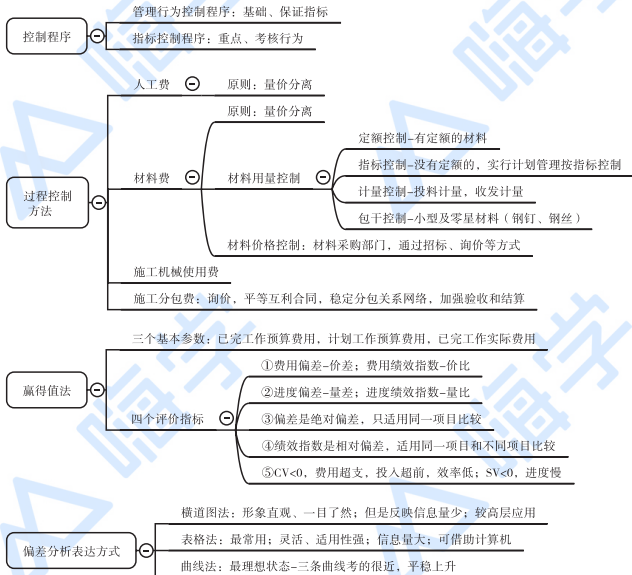 管理行为控制程序；基础、保证指标
控制程序
指标控制程序：重点、考核行为
人工费
原则：量价分离
原则：量价分离
定额控制-有定额的材料
指标控制-没有定额的，实行计划管理按指标控制
过程控制
方法
材料费
材料用量控制
计量控制-投料计量，收发计量
包干控制-小型及零星材料（钢钉、钢丝）
材料价格控制：材料采购部门，通过招标、询价等方式
施工机械使用费
施工分包费：询价，平等互利合同，稳定分包关系网络，加强验收和结算
三个基本参数：已完工作预算费用，计划工作预算费用，已完工作实际费用
赢得值法
①费用偏差-价差；费用绩效指数-价比
②进度偏差-量差；进度绩效指数-量比
四个评价指标
③偏差是绝对偏差，只适用同一项目比较
④绩效指数是相对偏差，适用同一项目和不同项目比较
⑤CV<0，费用超支，投入超前，效率低；SV<0，进度慢
横道图法：形象直观、一目了然；但是反映信息量少；较高层应用
偏差分析表达方式
表格法：最常用；灵活、适用性强；信息量大；可借助计算机
曲线法：最理想状态-三条曲线考的很近，平稳上升
嗨学
嗨学
嗨学
嗨学